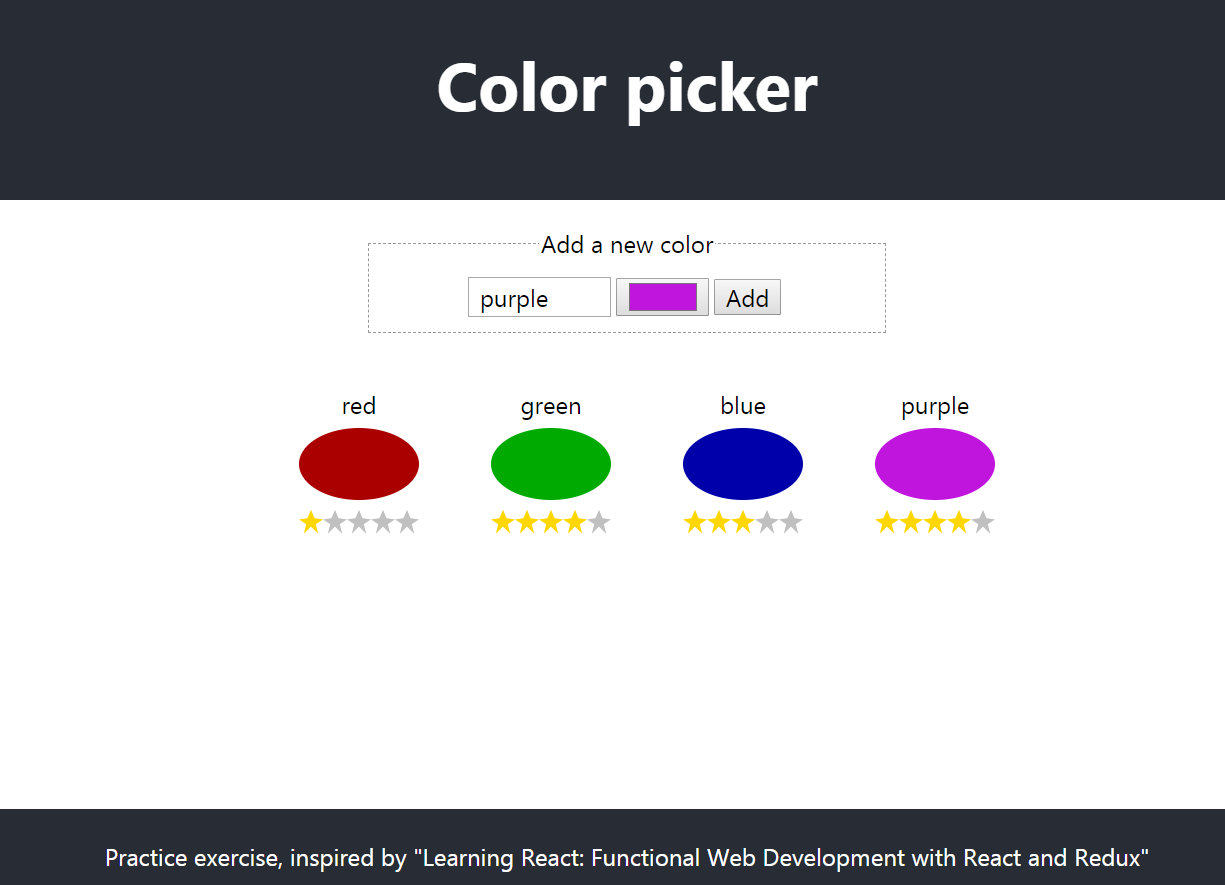 Color picker
Add a new color
purple
Add
red
green
blue
purple
Practice exercise, inspired by "Learning React: Functional Web Development with React and Redux"